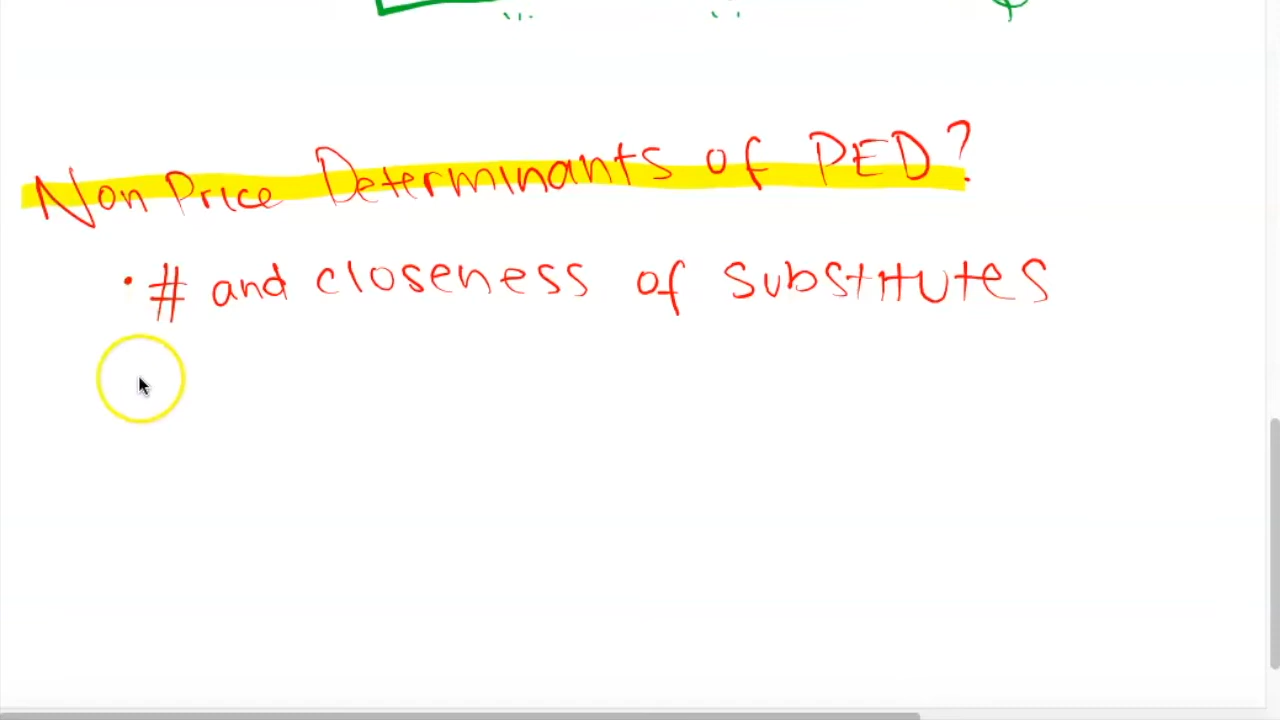 Non Price Determinants of PED?
• # and closeness of substitutes